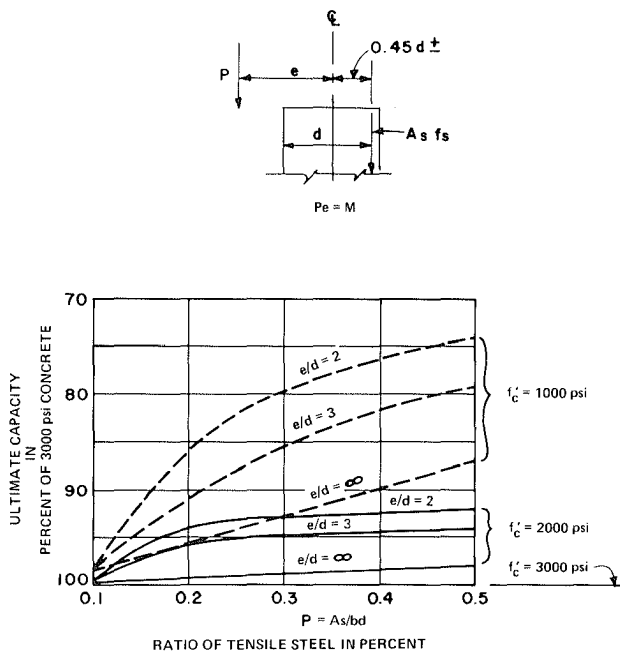 ℄
0.45d ±
P
e
d
As fs
Pe = M
ULTIMATE CAPACITY
IN
PERCENT OF 3000 psi CONCRETE
70
80
90
100
e/d = 2
e/d = 3
e/d = ∞
e/d = 2
e/d = 3
e/d = ∞
f'c = 1000 psi
f'c = 2000 psi
f'c = 3000 psi
0.1 0.2 0.3 0.4 0.5
P = As/bd
RATIO OF TENSILE STEEL IN PERCENT